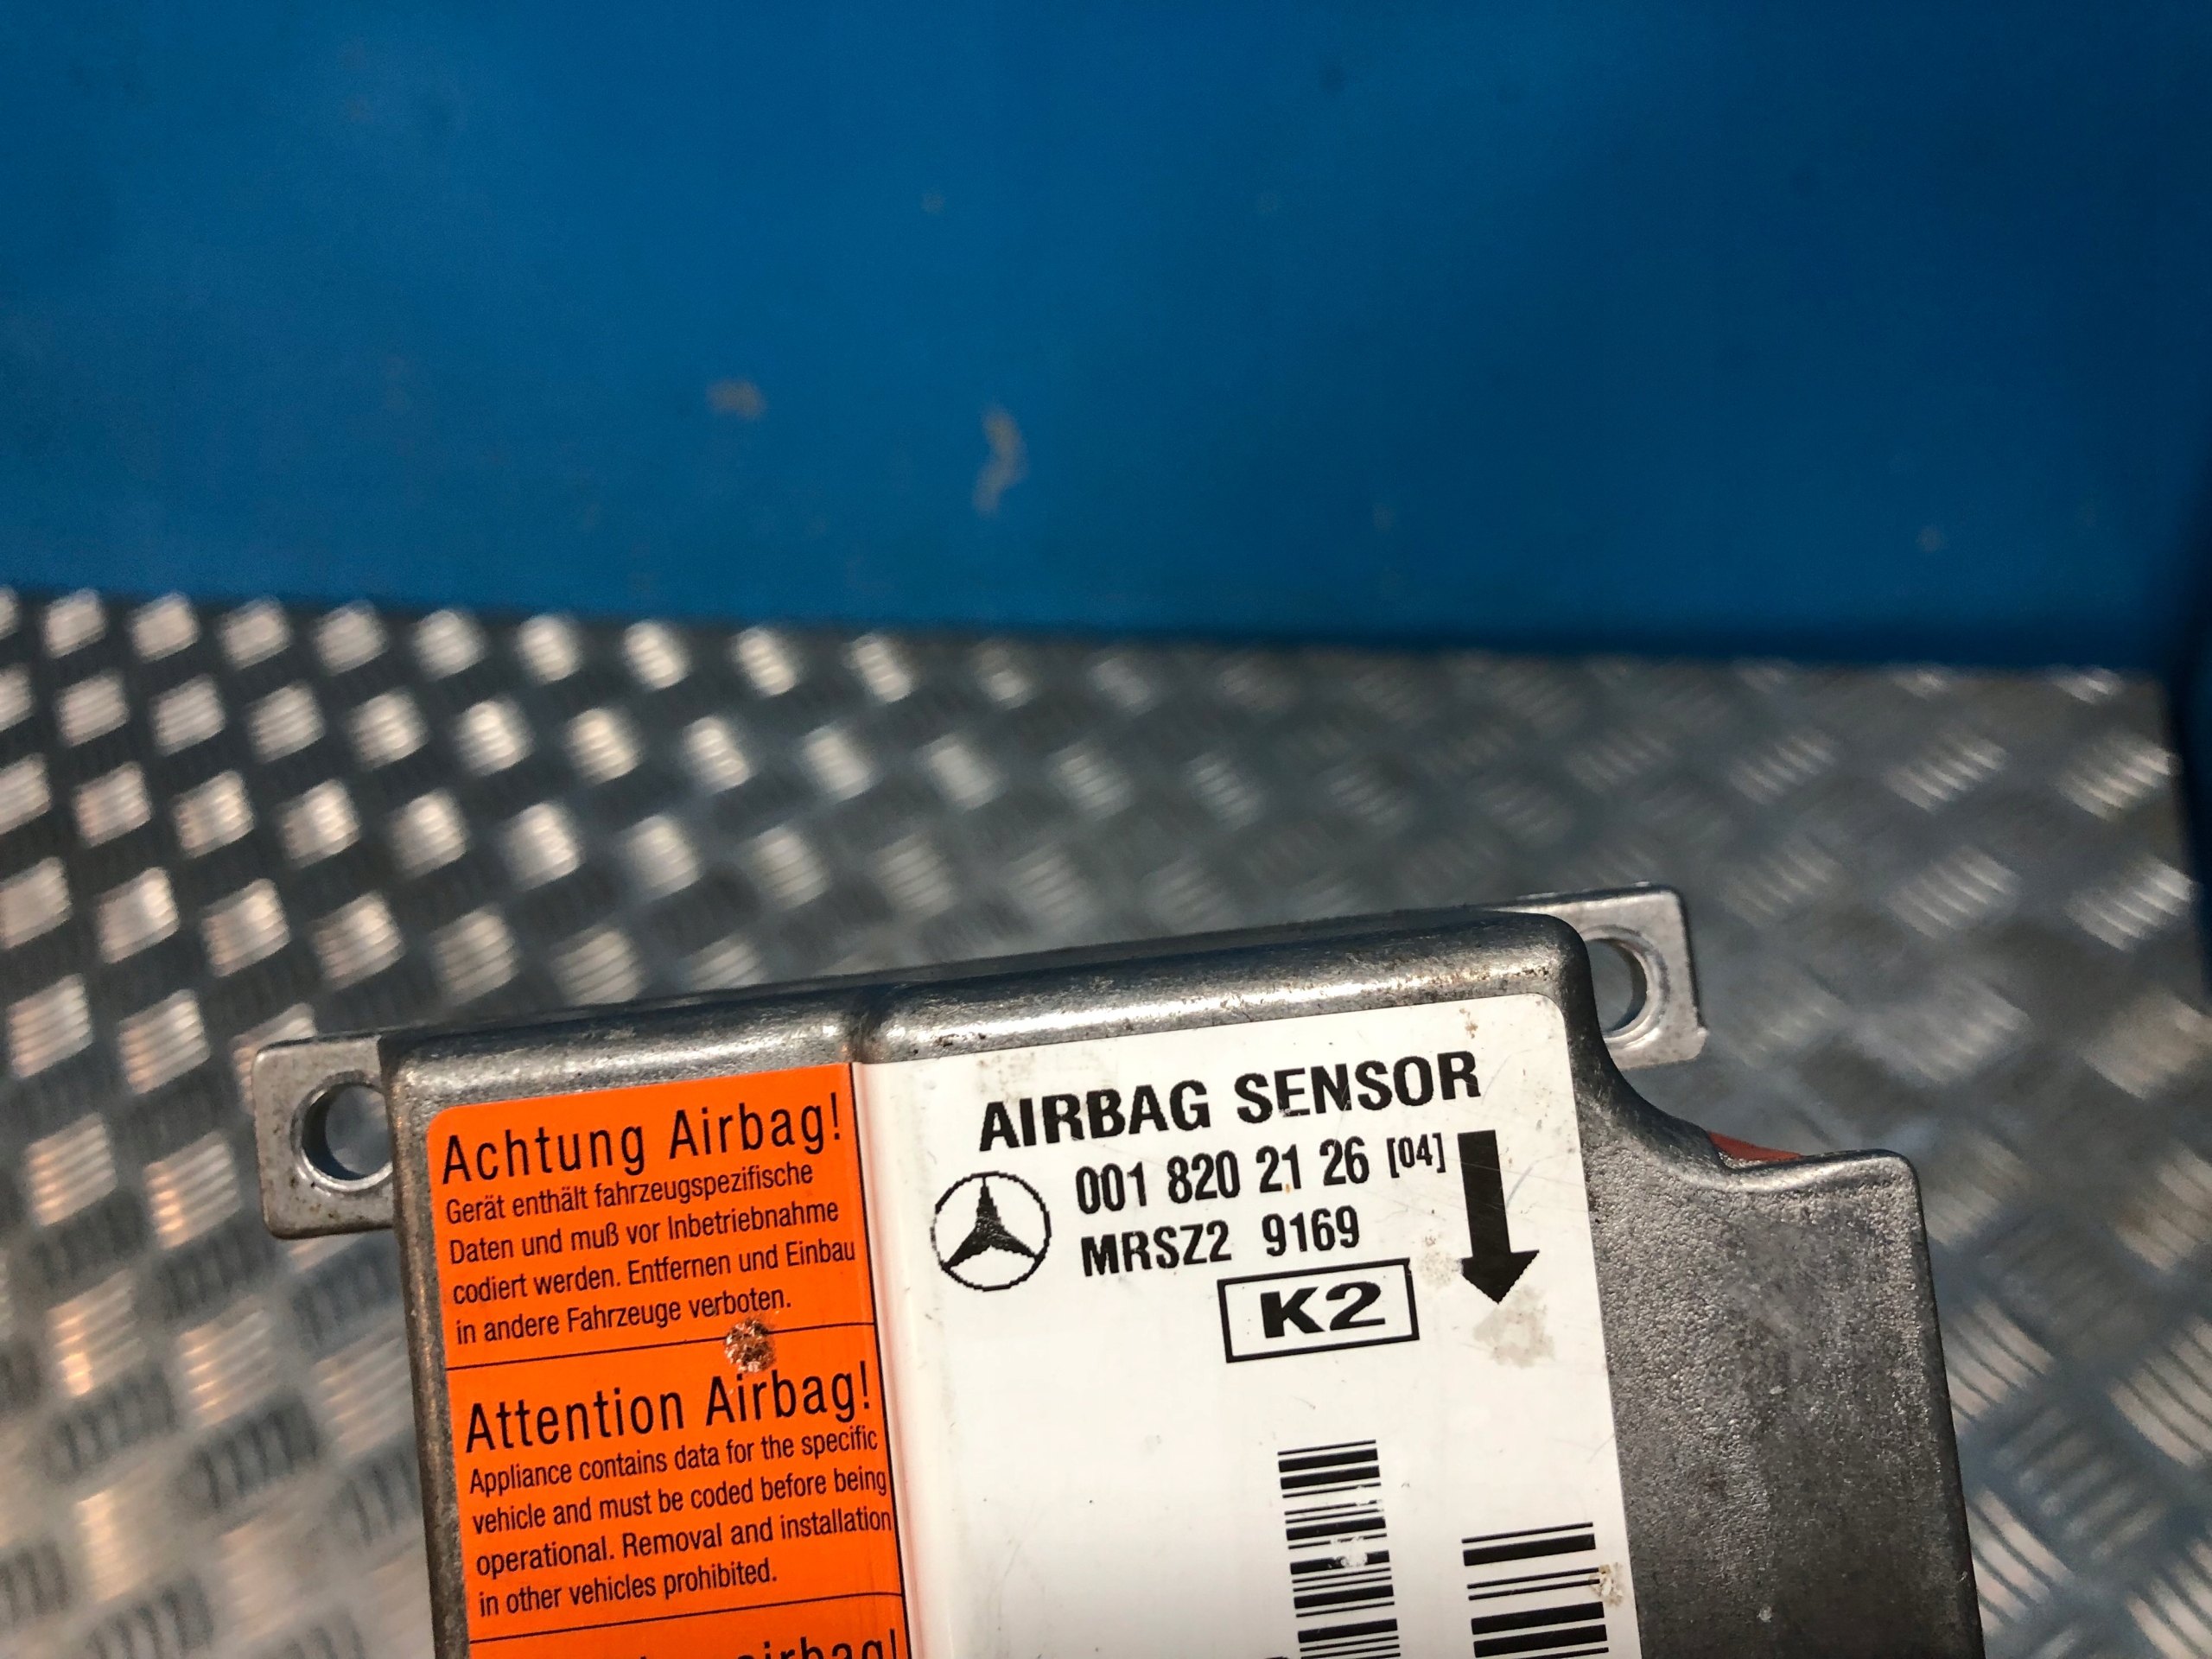 Achtung Airbag!
Gerät enthält fahrzeugspezifische
Daten und muß vor Inbetriebnahme
codiert werden. Entfernen und Einbau
in andere Fahrzeuge verboten.
Attention Airbag!
Appliance contains data for the specific
vehicle and must be coded before being
operational. Removal and installation
in other vehicles prohibited.
airbag!
AIRBAG SENSOR
001 820 21 26 [04]
MRSZ2 9169
K2